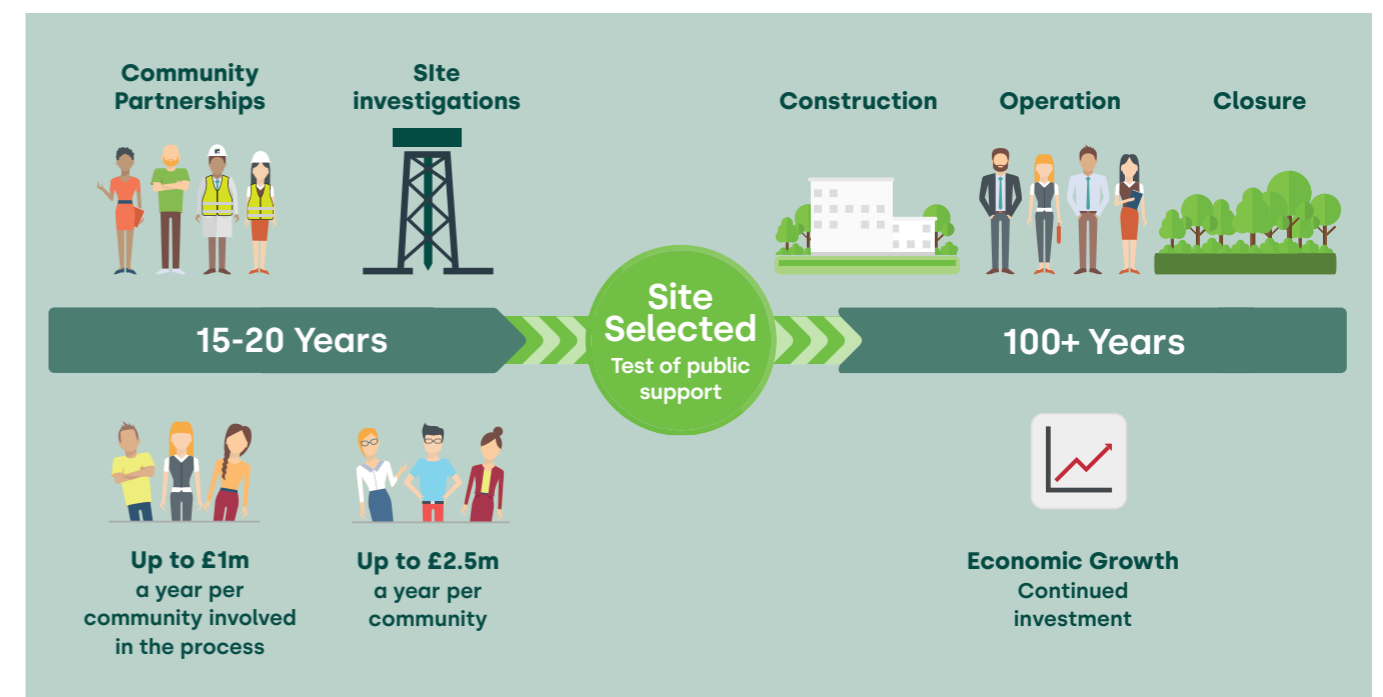 Community
Partnerships
SIte
investigations
Construction
Operation
Closure
15-20 Years
Site
Selected
Test of public
support
100+ Years
Up to £1m
a year per
community involved
in the process
Up to £2.5m
a year per
community
Economic Growth
Continued
investment